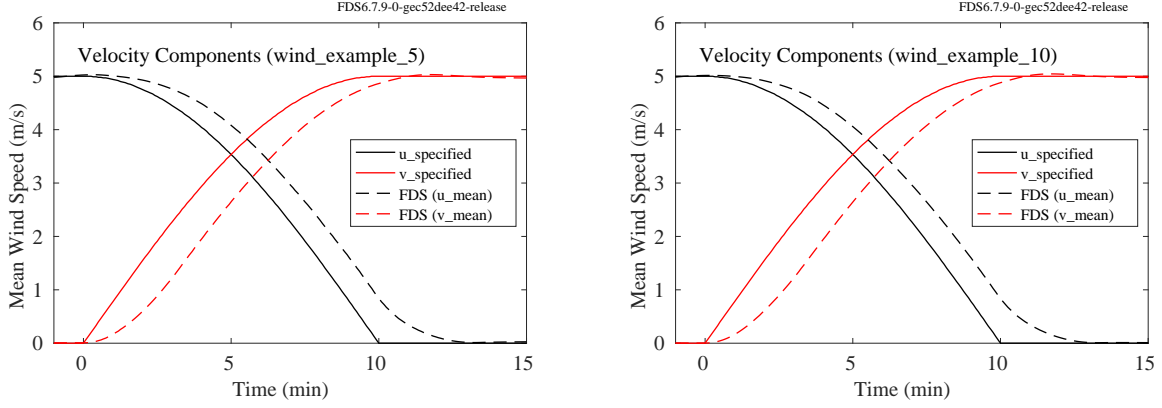 FDS6.7.9-0-gec52dee42-release
Velocity Components (wind_example_5)
Mean Wind Speed (m/s)
6
5
4
3
2
1
0
u_specified
v_specified
FDS (u_mean)
FDS (v_mean)
0 5 10 15
Time (min)
FDS6.7.9-0-gec52dee42-release
Velocity Components (wind_example_10)
Mean Wind Speed (m/s)
6
5
4
3
2
1
0
u_specified
v_specified
FDS (u_mean)
FDS (v_mean)
0 5 10 15
Time (min)